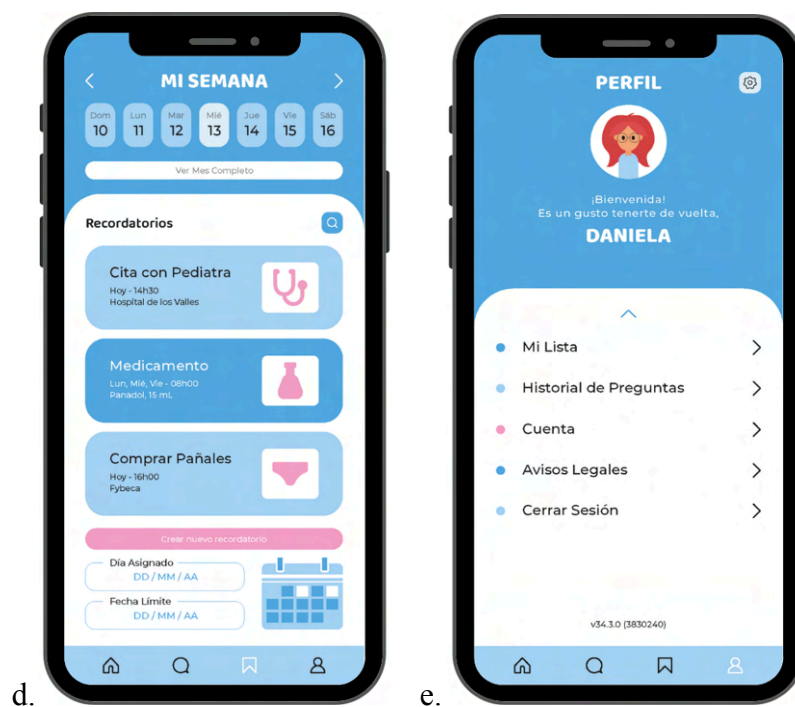 MI SEMANA
Dom Lun Mar Mié Jue Vie Sáb
10 11 12 13 14 15 16
Ver Mes Completo
Recordatorios
Cita con Pediatra
Hoy - 14h30
Hospital de los Valles
Medicamento
Lun, Mié, Vie - 08h00
Panadol, 15 mL
Comprar Pañales
Hoy - 16h00
Fybeca
Crear nuevo recordatorio
Día Asignado
DD / MM / AA
Fecha Límite
DD / MM / AA
d.
PERFIL
¡Bienvenida!
Es un gusto tenerte de vuelta,
DANIELA
Mi Lista
Historial de Preguntas
Cuenta
Avisos Legales
Cerrar Sesión
v34.3.0 (3830240)
e.